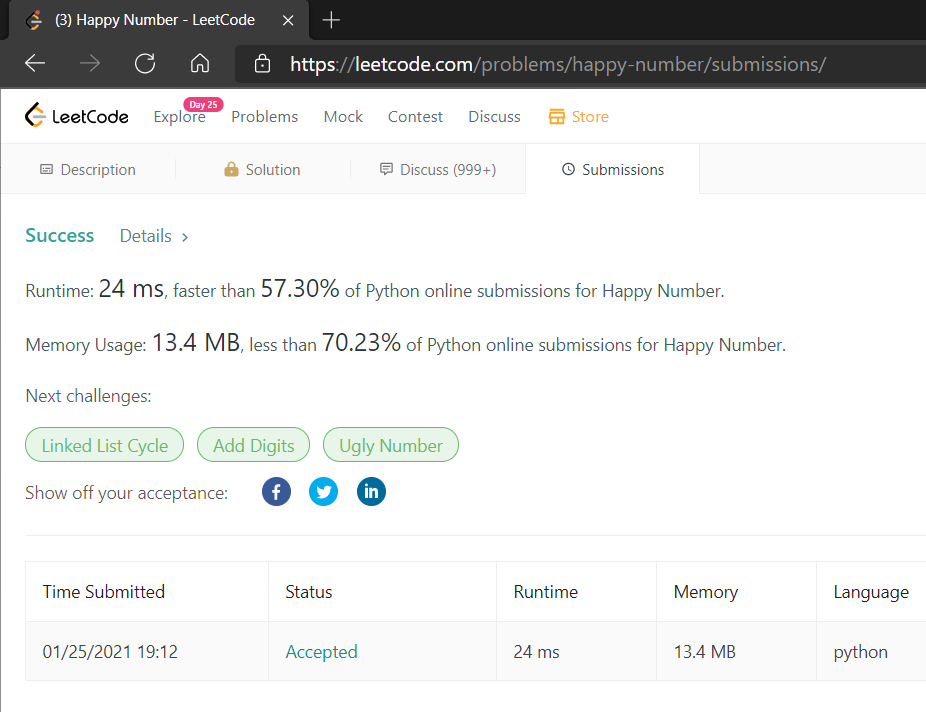 (3) Happy Number - LeetCode
https://leetcode.com/problems/happy-number/submissions/
LeetCode Explore Day 25 Problems Mock Contest Discuss Store
Description Solution Discuss (999+) Submissions
Success Details >
Runtime: 24 ms, faster than 57.30% of Python online submissions for Happy Number.
Memory Usage: 13.4 MB, less than 70.23% of Python online submissions for Happy Number.
Next challenges:
Linked List Cycle Add Digits Ugly Number
Show off your acceptance: f in
Time Submitted Status Runtime Memory Language
01/25/2021 19:12 Accepted 24 ms 13.4 MB python